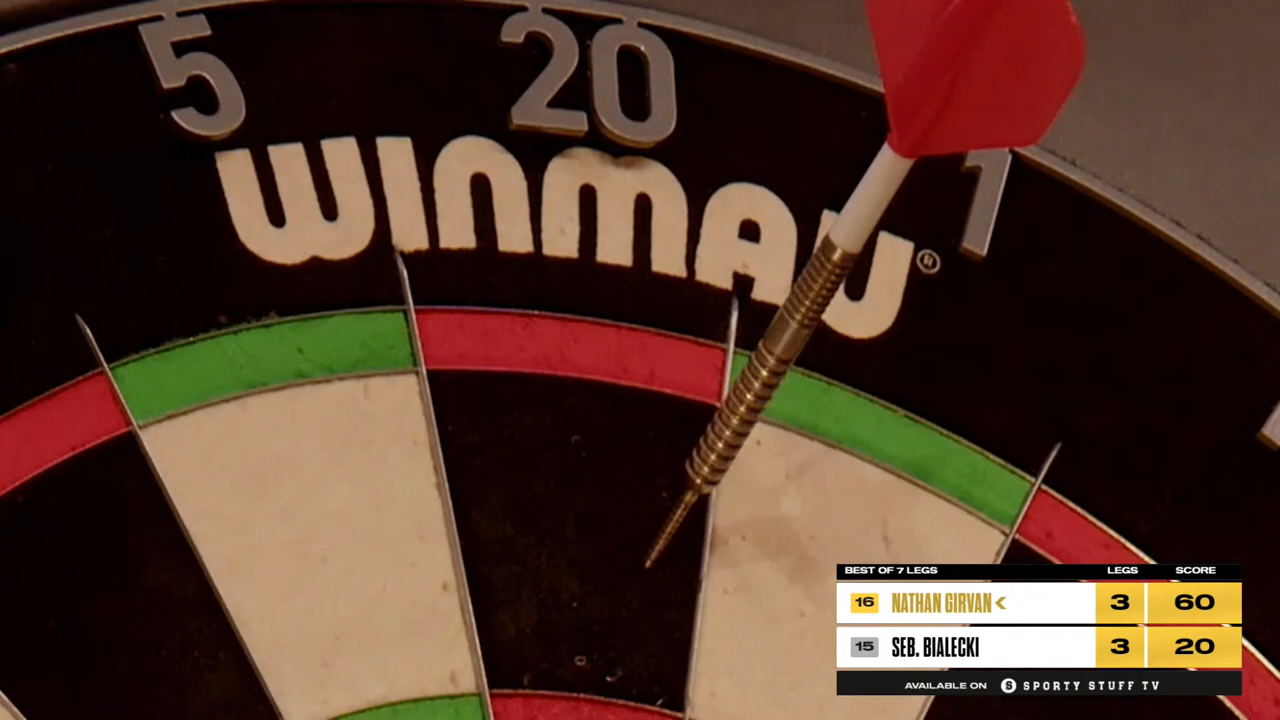 5 20 1
WINMAU®
BEST OF 7 LEGS LEGS SCORE
16 NATHAN GIRVAN 3 60
15 SEB. BIALECKI 3 20
AVAILABLE ON S SPORTY STUFF TV